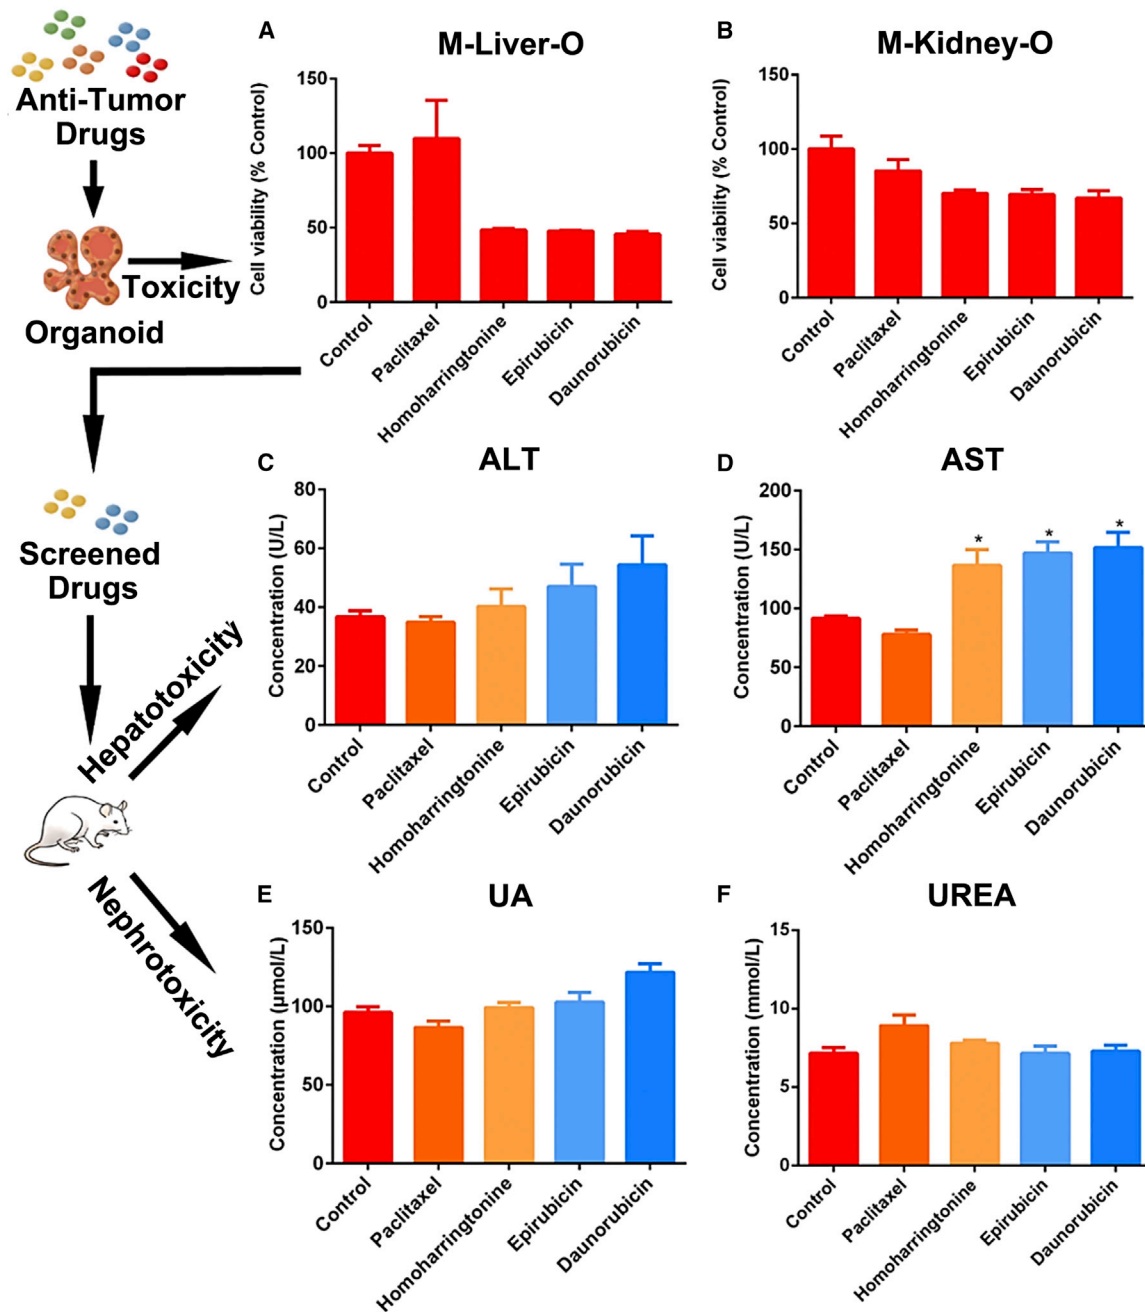 Anti-Tumor
Drugs
Organoid
Toxicity
Screened
Drugs
Hepatotoxicity
Nephrotoxicity
A
M-Liver-O
Cell viability (% Control)
150
100
50
0
Control
Paclitaxel
Homoharringtonine
Epirubicin
Daunorubicin
B
M-Kidney-O
Cell viability (% Control)
150
100
50
0
Control
Paclitaxel
Homoharringtonine
Epirubicin
Daunorubicin
C
ALT
Concentration (U/L)
80
60
40
20
0
Control
Paclitaxel
Homoharringtonine
Epirubicin
Daunorubicin
D
AST
Concentration (U/L)
200
150
100
50
0
*
*
*
Control
Paclitaxel
Homoharringtonine
Epirubicin
Daunorubicin
E
UA
Concentration (µmol/L)
150
100
50
0
Control
Paclitaxel
Homoharringtonine
Epirubicin
Daunorubicin
F
UREA
Concentration (mmol/L)
15
10
5
0
Control
Paclitaxel
Homoharringtonine
Epirubicin
Daunorubicin